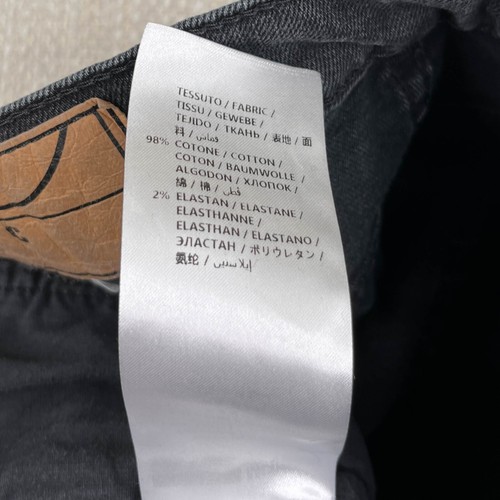 TESSUTO / FABRIC /
TISSU / GEWEBE /
TEJIDO / ТКАНЬ / 表地 / 面
料 / قماش /
98% COTONE / COTTON /
COTON / BAUMWOLLE /
ALGODON / ХЛОПОК /
綿 / 棉 / قطن /
2% ELASTAN / ELASTANE /
ELASTHANNE /
ELASTHAN / ELASTANO /
ЭЛАСТАН / ポリウレタン /
氨纶 / إيلاستين